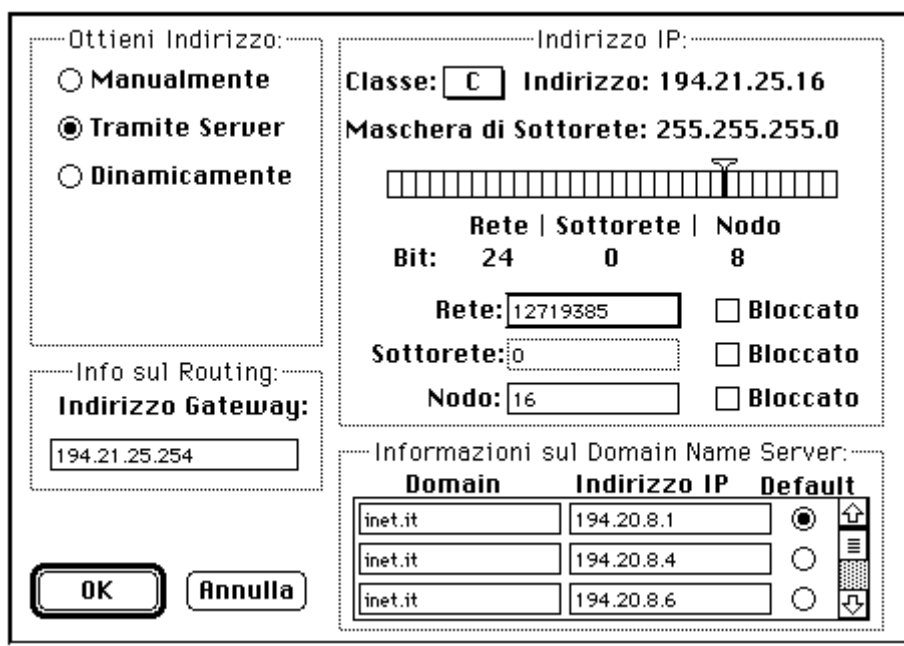 Ottieni Indirizzo:
Manualmente
Tramite Server
Dinamicamente
Info sul Routing:
Indirizzo Gateway:
194.21.25.254
OK
Annulla
Indirizzo IP:
Classe: C Indirizzo: 194.21.25.16
Maschera di Sottorete: 255.255.255.0
Rete | Sottorete | Nodo
Bit: 24 0 8
Rete: 12719385 Bloccato
Sottorete: 0 Bloccato
Nodo: 16 Bloccato
Informazioni sul Domain Name Server:
Domain Indirizzo IP Default
inet.it 194.20.8.1
inet.it 194.20.8.4
inet.it 194.20.8.6